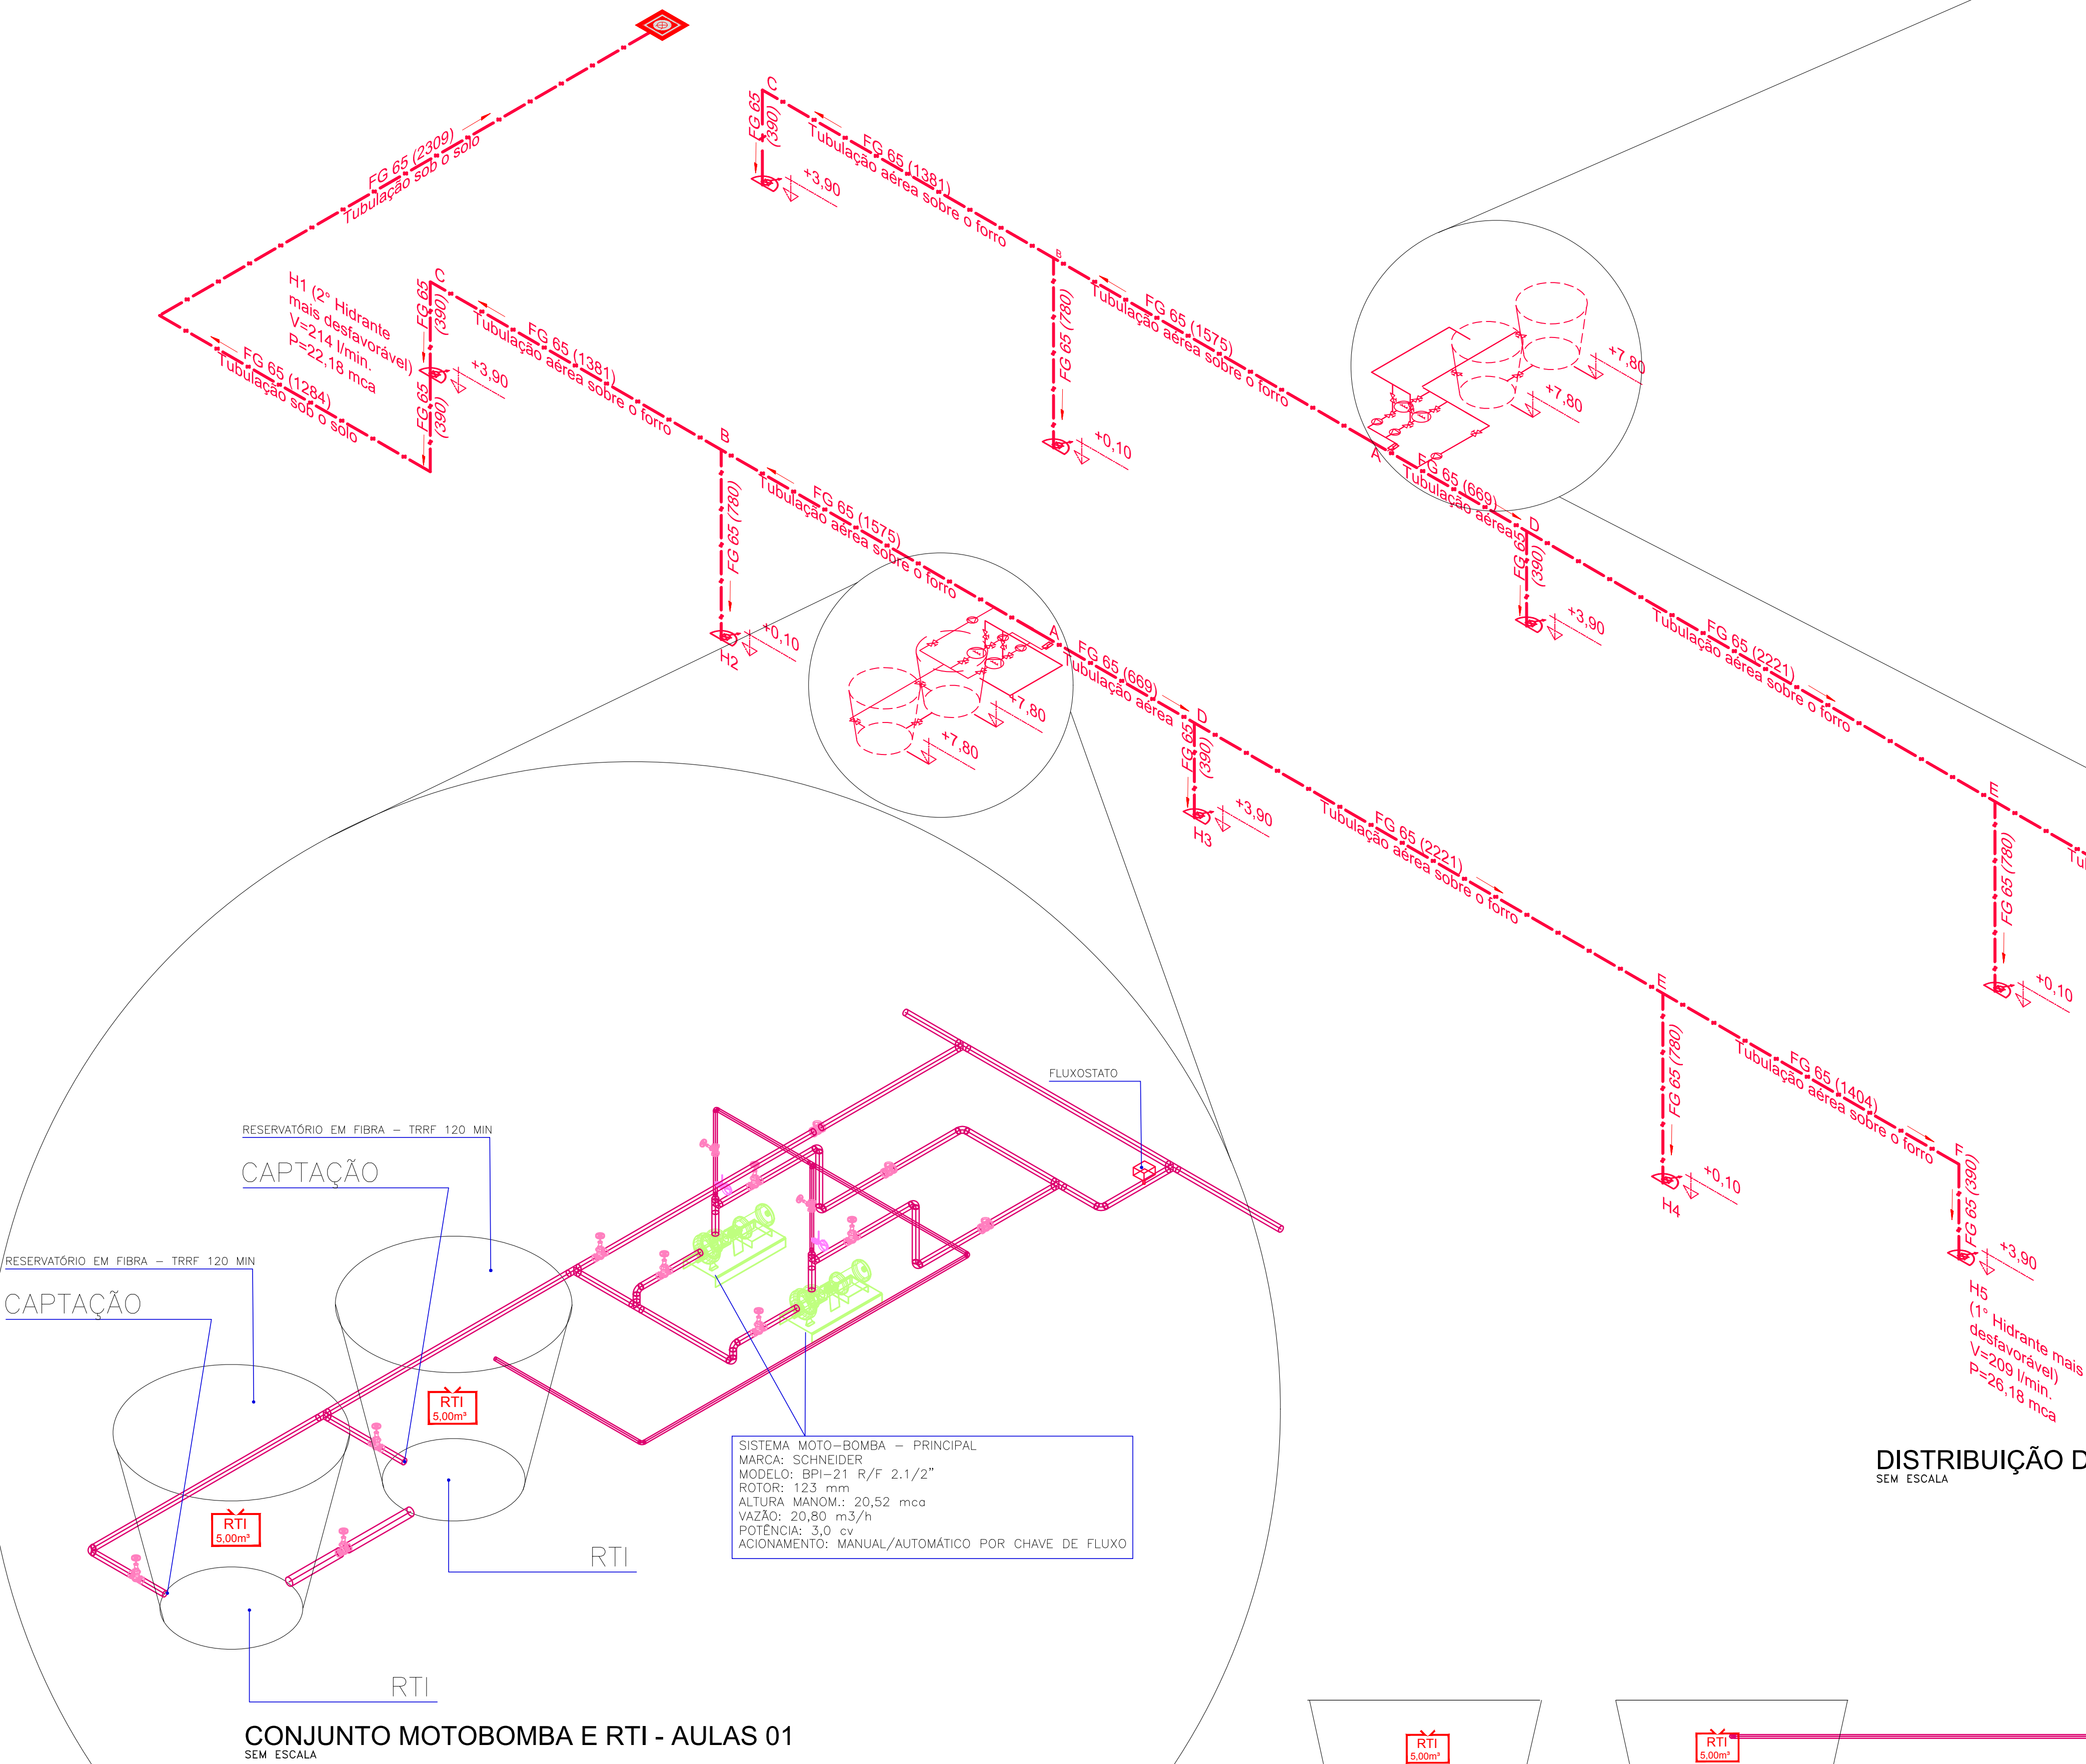 FG 65 (2309)
Tubulação sob o solo
FG 65 (1284)
Tubulação sob o solo
H1 (2° Hidrante
mais desfavorável)
V=214 l/min.
P=22,18 mca
C
FG 65
(390)
+3,90
FG 65
(390)
FG 65 (1381)
Tubulação aérea sobre o forro
B
FG 65 (780)
+0,10
H2
FG 65 (1575)
Tubulação aérea sobre o forro
A
+7,80
+7,80
FG 65 (669)
Tubulação aérea
D
FG 65
(390)
+3,90
H3
FG 65 (2221)
Tubulação aérea sobre o forro
E
FG 65 (780)
+0,10
H4
FG 65 (1404)
Tubulação aérea sobre o forro
F
FG 65 (390)
+3,90
H5
(1° Hidrante mais
desfavorável)
V=209 l/min.
P=26,18 mca
C
FG 65
(390)
+3,90
FG 65 (1381)
Tubulação aérea sobre o forro
B
FG 65 (780)
+0,10
FG 65 (1575)
Tubulação aérea sobre o forro
+7,80
+7,80
A
FG 65 (669)
Tubulação aérea
D
FG 65
(390)
+3,90
FG 65 (2221)
Tubulação aérea sobre o forro
E
FG 65 (780)
+0,10
DISTRIBUIÇÃO D
SEM ESCALA
FLUXOSTATO
RESERVATÓRIO EM FIBRA – TRRF 120 MIN
CAPTAÇÃO
RESERVATÓRIO EM FIBRA – TRRF 120 MIN
CAPTAÇÃO
RTI
5,00m³
RTI
5,00m³
RTI
RTI
SISTEMA MOTO–BOMBA – PRINCIPAL
MARCA: SCHNEIDER
MODELO: BPI–21 R/F 2.1/2"
ROTOR: 123 mm
ALTURA MANOM.: 20,52 mca
VAZÃO: 20,80 m3/h
POTÊNCIA: 3,0 cv
ACIONAMENTO: MANUAL/AUTOMÁTICO POR CHAVE DE FLUXO
CONJUNTO MOTOBOMBA E RTI - AULAS 01
SEM ESCALA
RTI
5,00m³
RTI
5,00m³